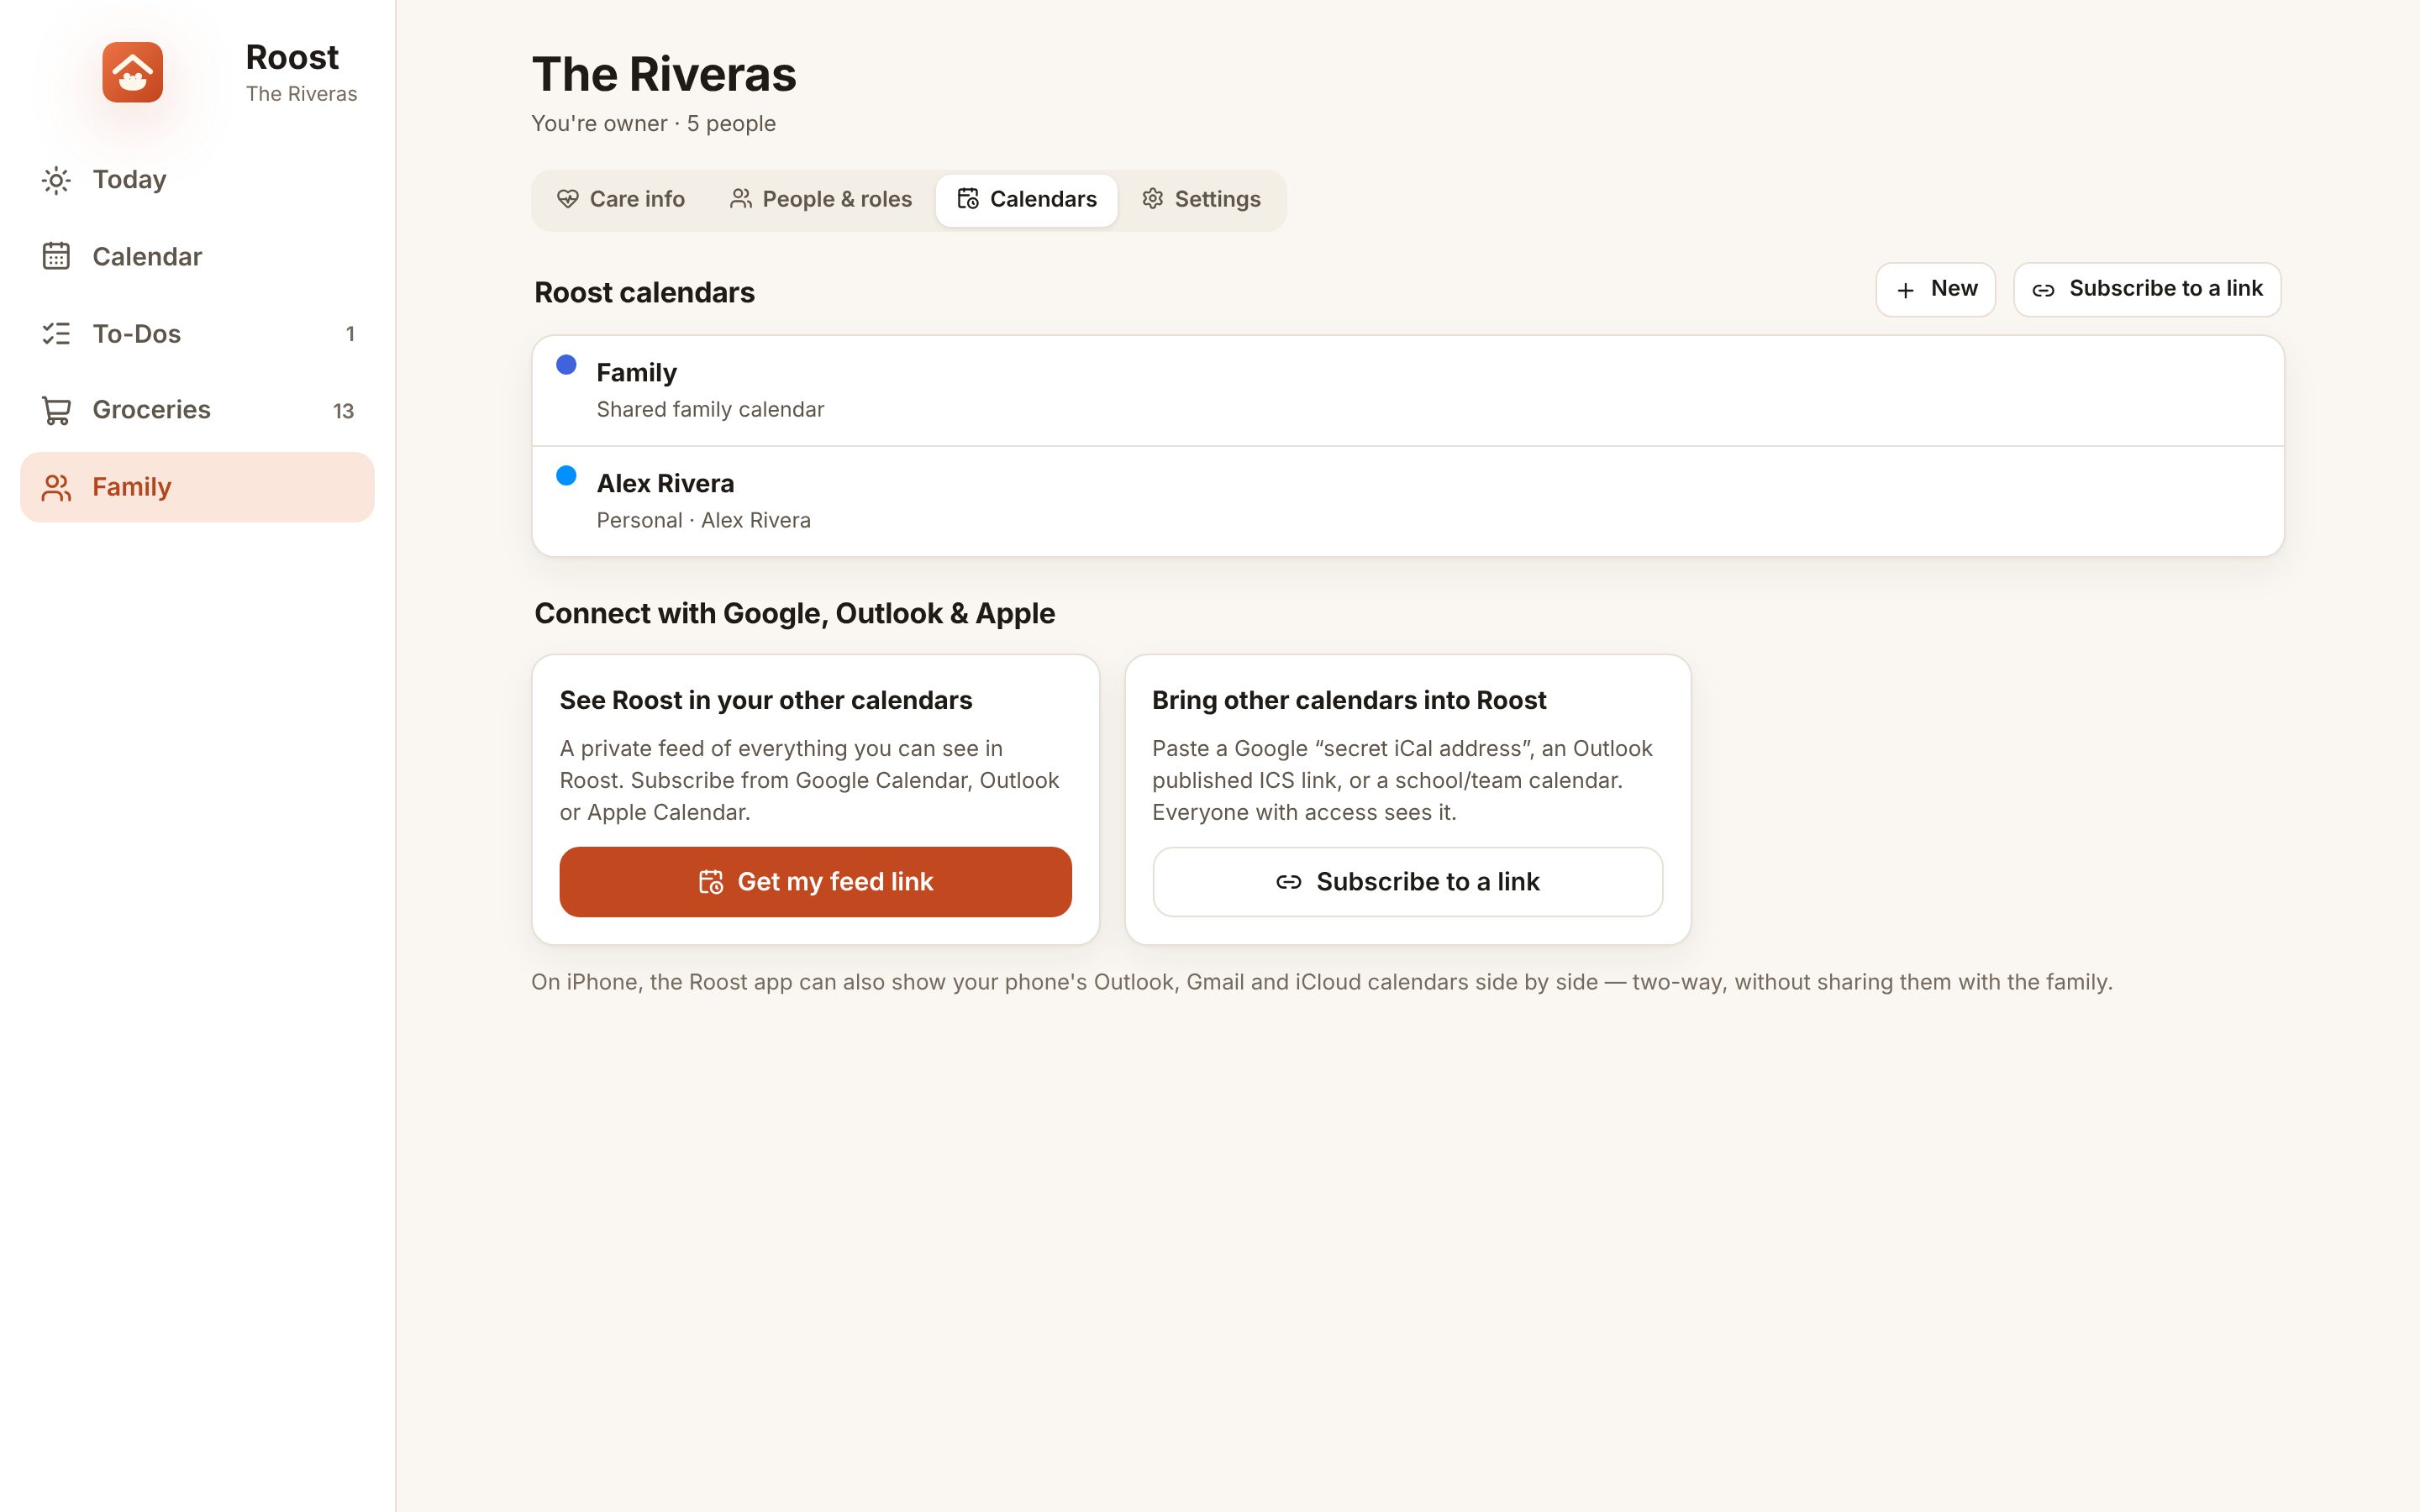 Roost
The Riveras
Today
Calendar
To-Dos
1
Groceries
13
Family
The Riveras
You're owner · 5 people
Care info
People & roles
Calendars
Settings
Roost calendars
New
Subscribe to a link
Family
Shared family calendar
Alex Rivera
Personal · Alex Rivera
Connect with Google, Outlook & Apple
See Roost in your other calendars
A private feed of everything you can see in
Roost. Subscribe from Google Calendar, Outlook
or Apple Calendar.
Get my feed link
Bring other calendars into Roost
Paste a Google “secret iCal address”, an Outlook
published ICS link, or a school/team calendar.
Everyone with access sees it.
Subscribe to a link
On iPhone, the Roost app can also show your phone's Outlook, Gmail and iCloud calendars side by side — two-way, without sharing them with the family.